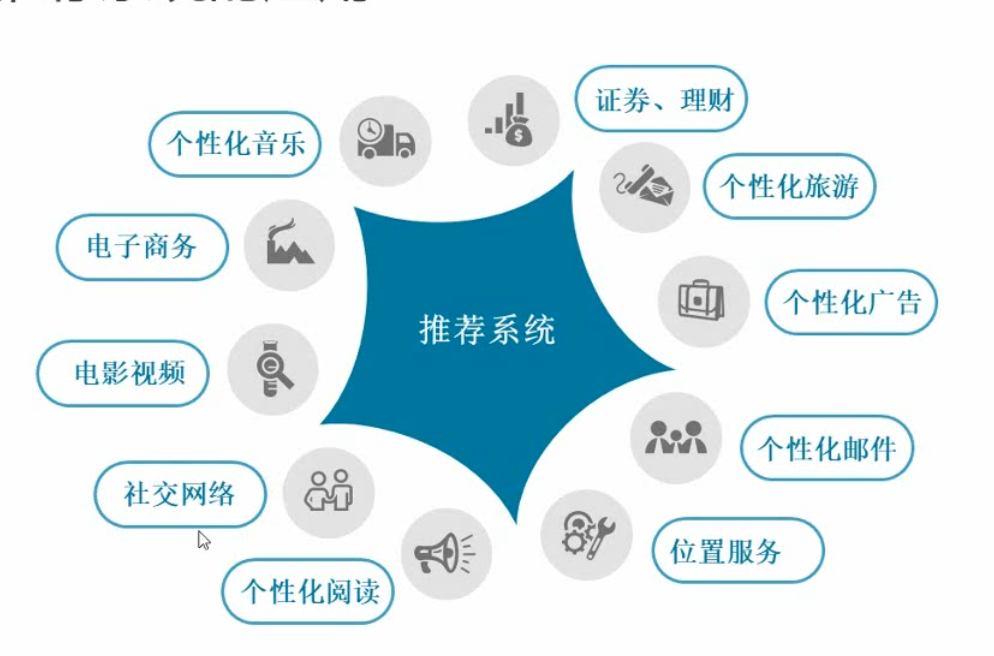 证券、理财
个性化音乐
个性化旅游
电子商务
个性化广告
推荐系统
电影视频
个性化邮件
社交网络
位置服务
个性化阅读